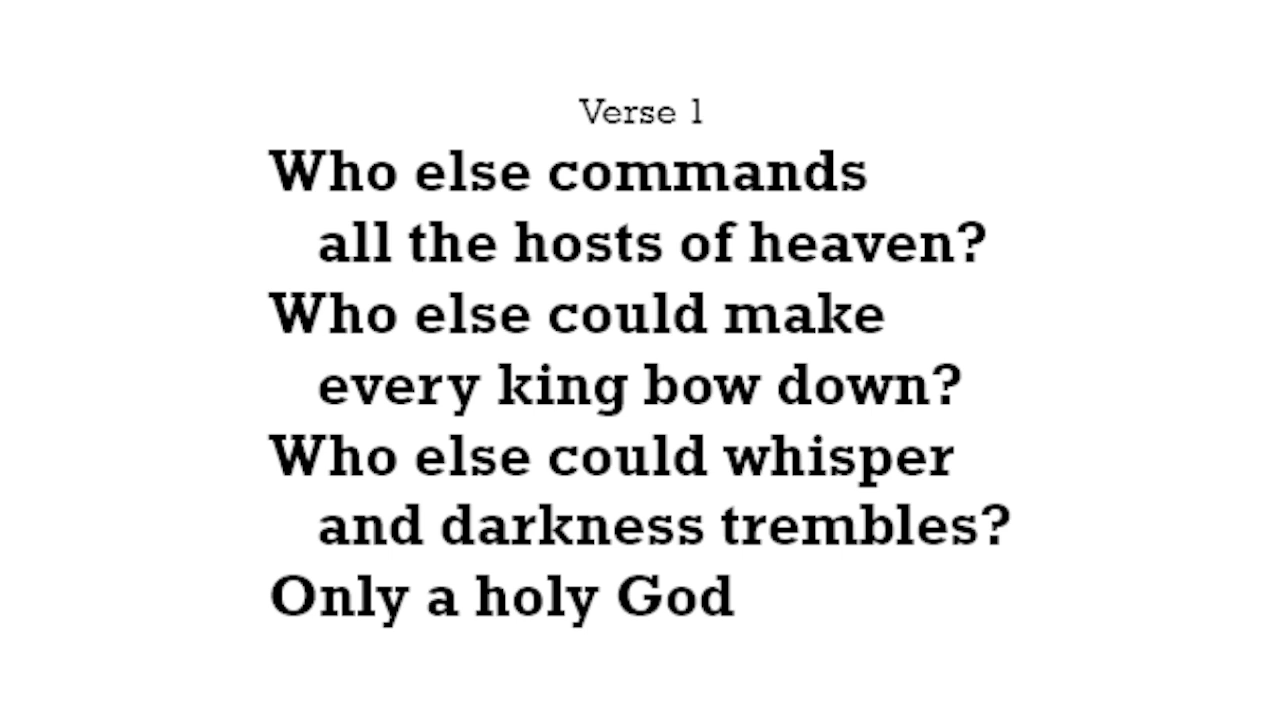 Verse 1
Who else commands
all the hosts of heaven?
Who else could make
every king bow down?
Who else could whisper
and darkness trembles?
Only a holy God